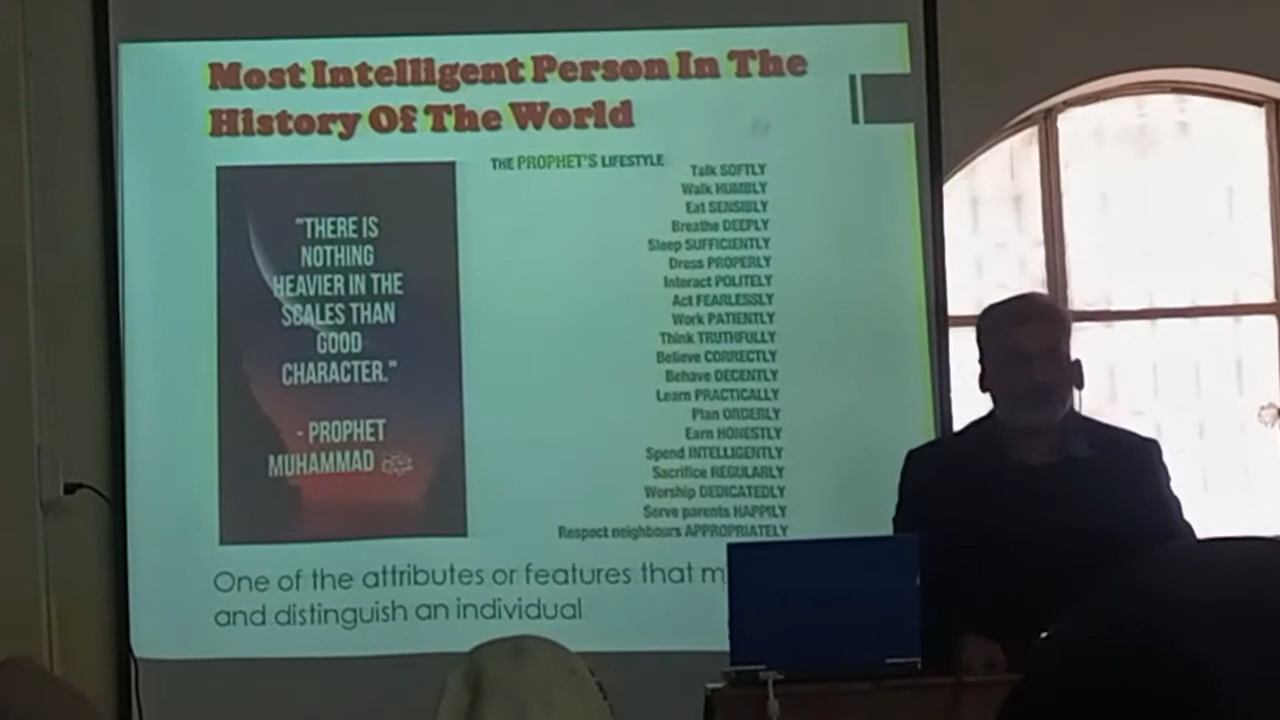 Most Intelligent Person In The
History Of The World
"THERE IS
NOTHING
HEAVIER IN THE
SCALES THAN
GOOD
CHARACTER."
- PROPHET
MUHAMMAD ﷺ
THE PROPHET'S LIFESTYLE
Talk SOFTLY
Walk HUMBLY
Eat SENSIBLY
Breathe DEEPLY
Sleep SUFFICIENTLY
Dress PROPERLY
Interact POLITELY
Act FEARLESSLY
Work PATIENTLY
Think TRUTHFULLY
Believe CORRECTLY
Behave DECENTLY
Learn PRACTICALLY
Plan ORDERLY
Earn HONESTLY
Spend INTELLIGENTLY
Sacrifice REGULARLY
Worship DEDICATEDLY
Serve parents HAPPILY
Respect neighbours APPROPRIATELY
One of the attributes or features that m
and distinguish an individual